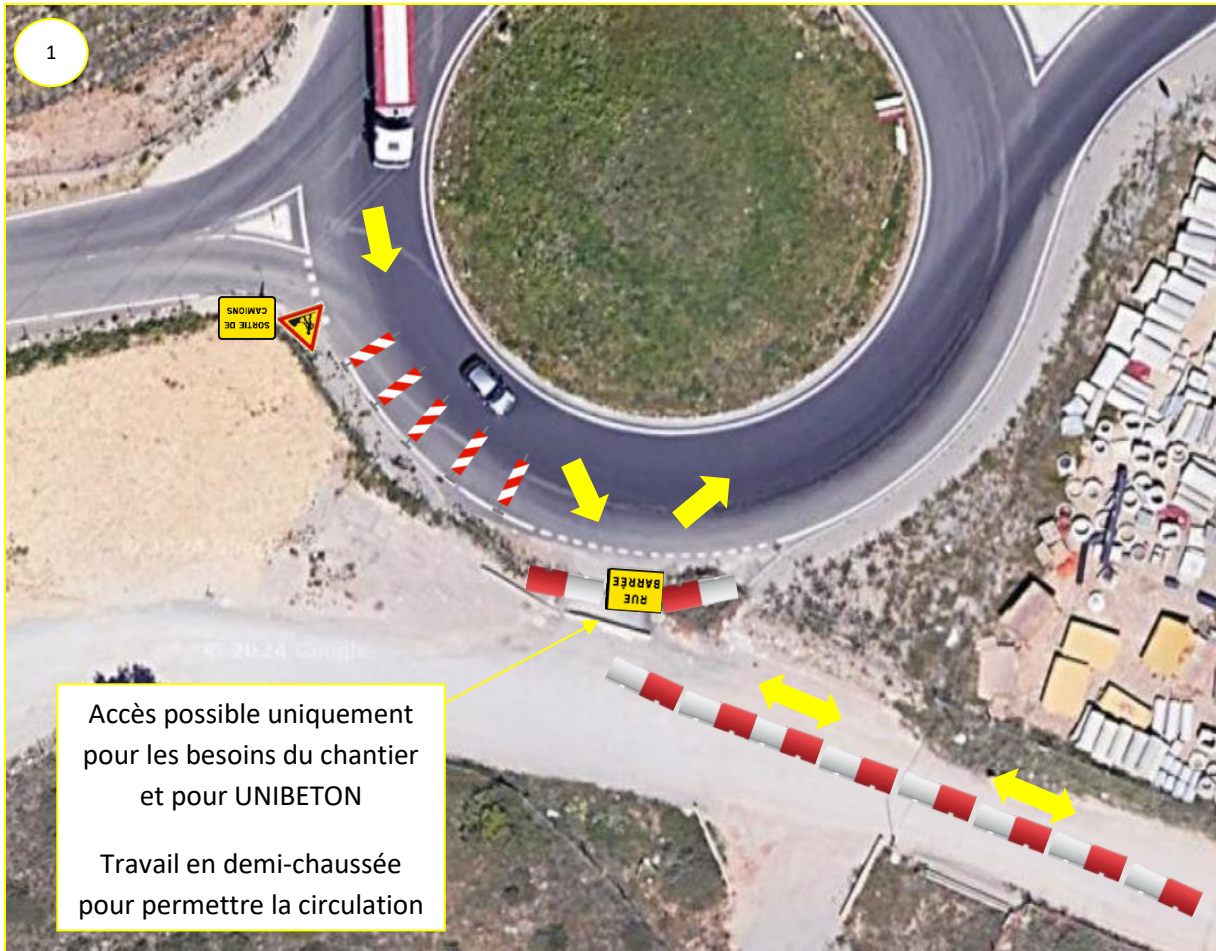 1
SORTIE DE
CAMIONS
RUE
BARRÉE
© 2024 Google
Accès possible uniquement
pour les besoins du chantier
et pour UNIBETON
Travail en demi-chaussée
pour permettre la circulation